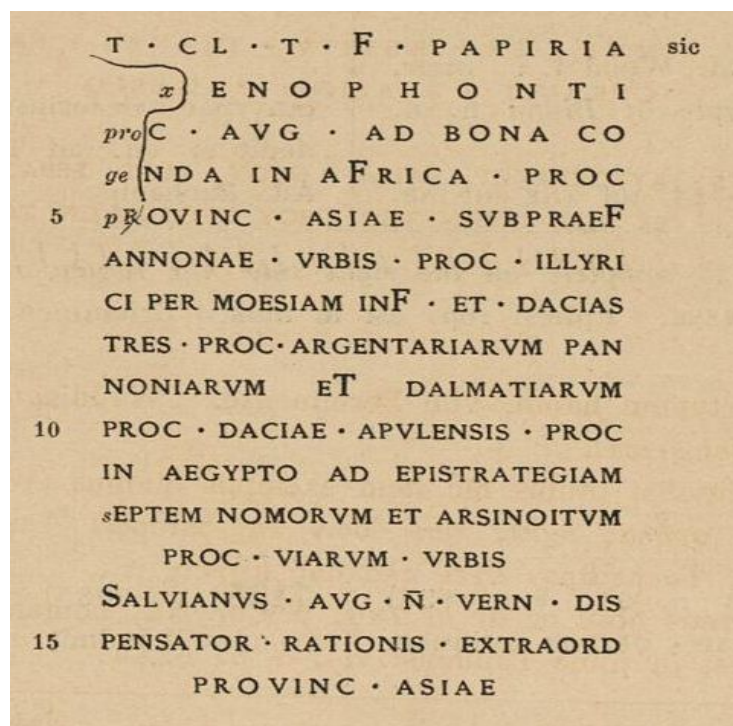 T · CL · T · F · PAPIRIA sic
xENOPHONTI
proC · AVG · AD BONA CO
geNDA IN AFRICA · PROC
5 pROVINC · ASIAE · SVBPRAEF
ANNONAE · VRBIS · PROC · ILLYRI
CI PER MOESIAM INF · ET · DACIAS
TRES · PROC · ARGENTARIARVM PAN
NONIARVM ET DALMATIARVM
10 PROC · DACIAE · APVLENSIS · PROC
IN AEGYPTO AD EPISTRATEGIAM
sEPTEM NOMORVM ET ARSINOITVM
PROC · VIARVM · VRBIS
SALVIANVS · AVG · N̄ · VERN · DIS
15 PENSATOR · RATIONIS · EXTRAORD
PROVINC · ASIAE